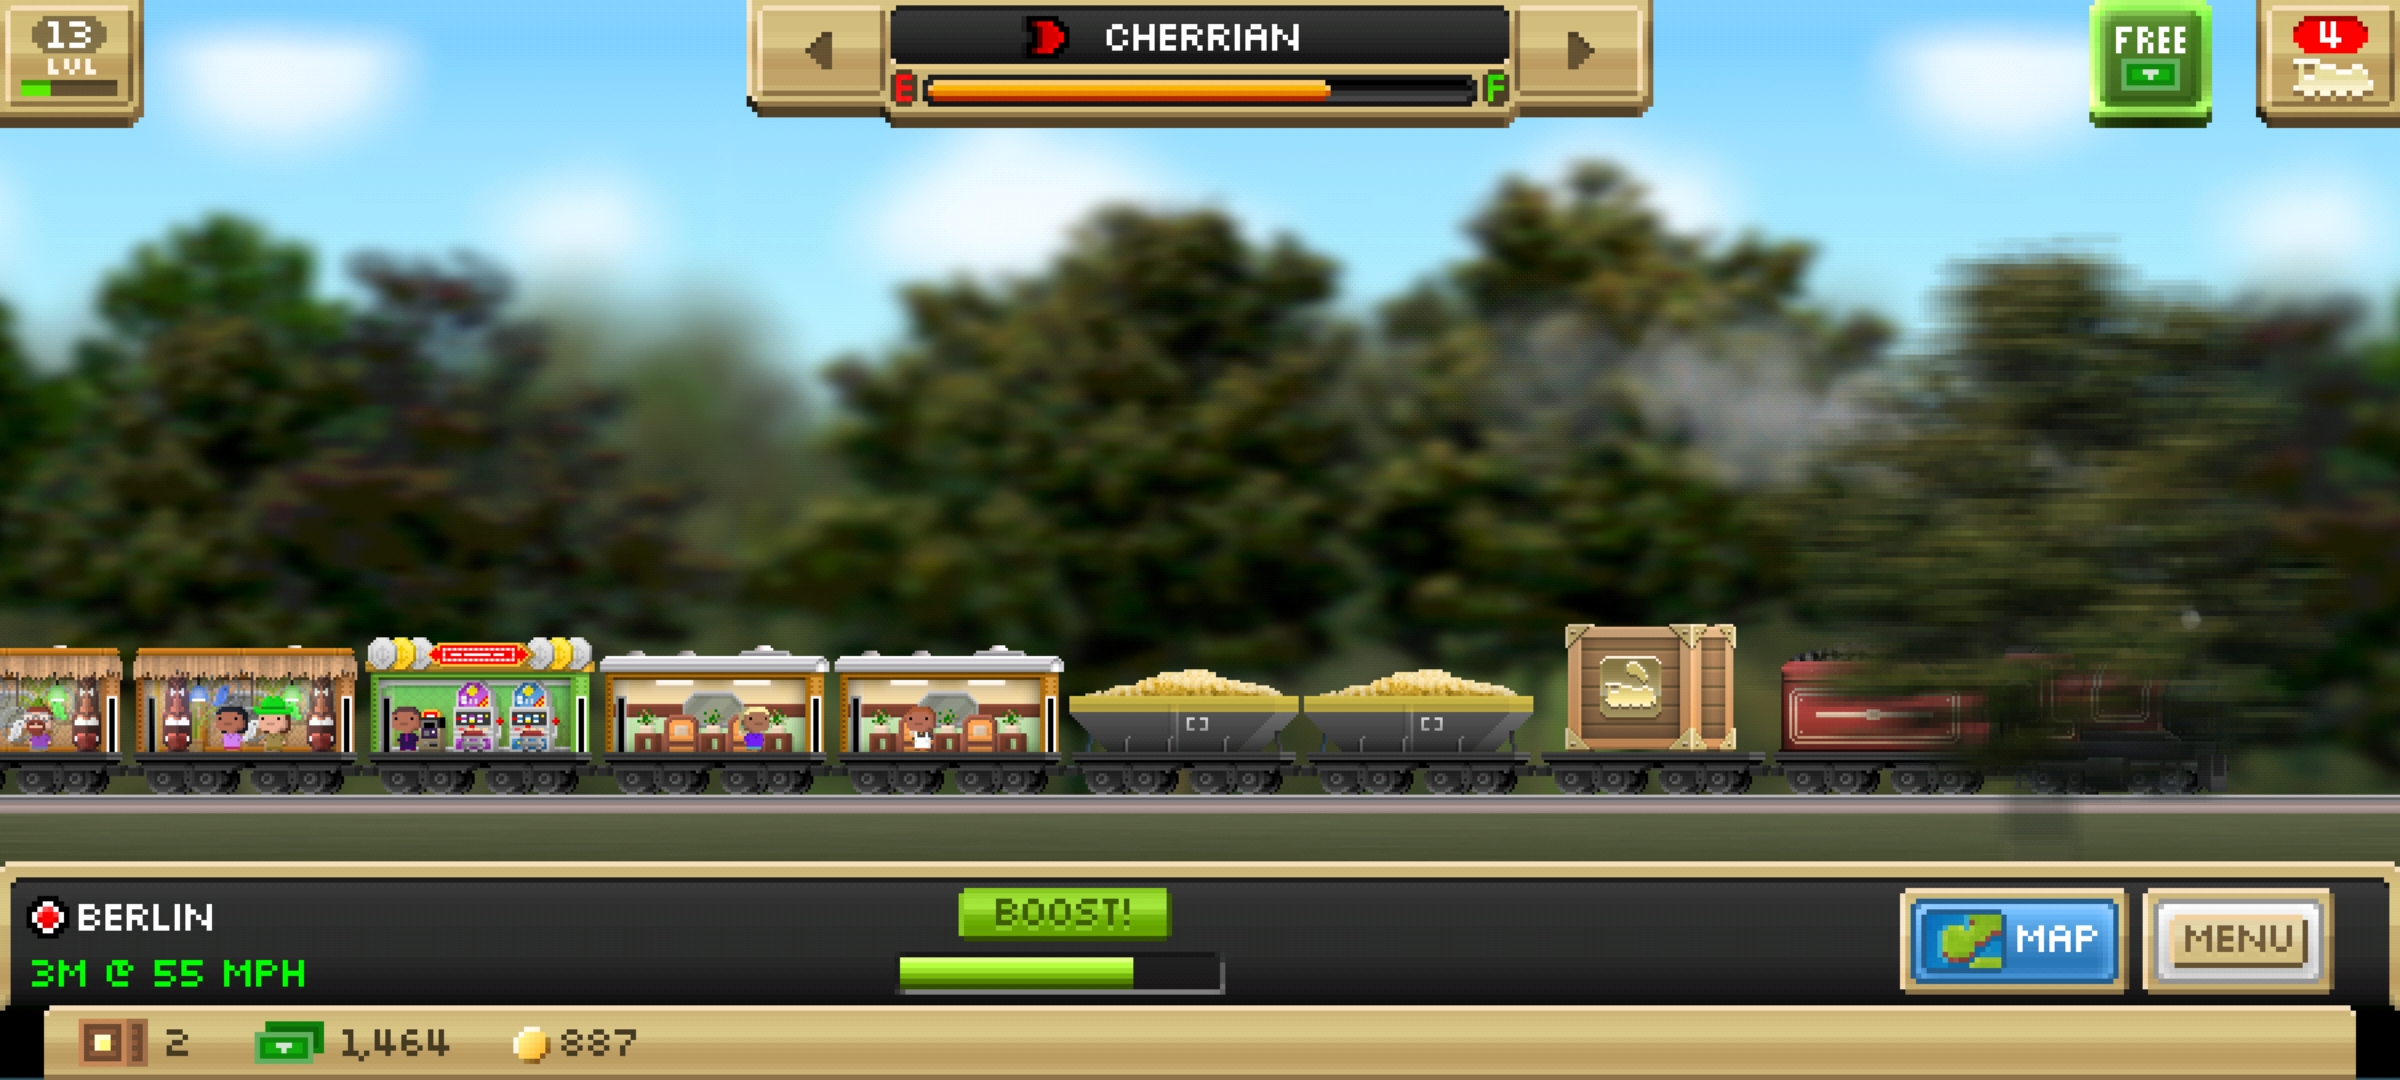 13
LVL
CHERRIAN
E F
FREE
4
BERLIN
3M @ 55 MPH
BOOST!
MAP
MENU
2 1,464 887